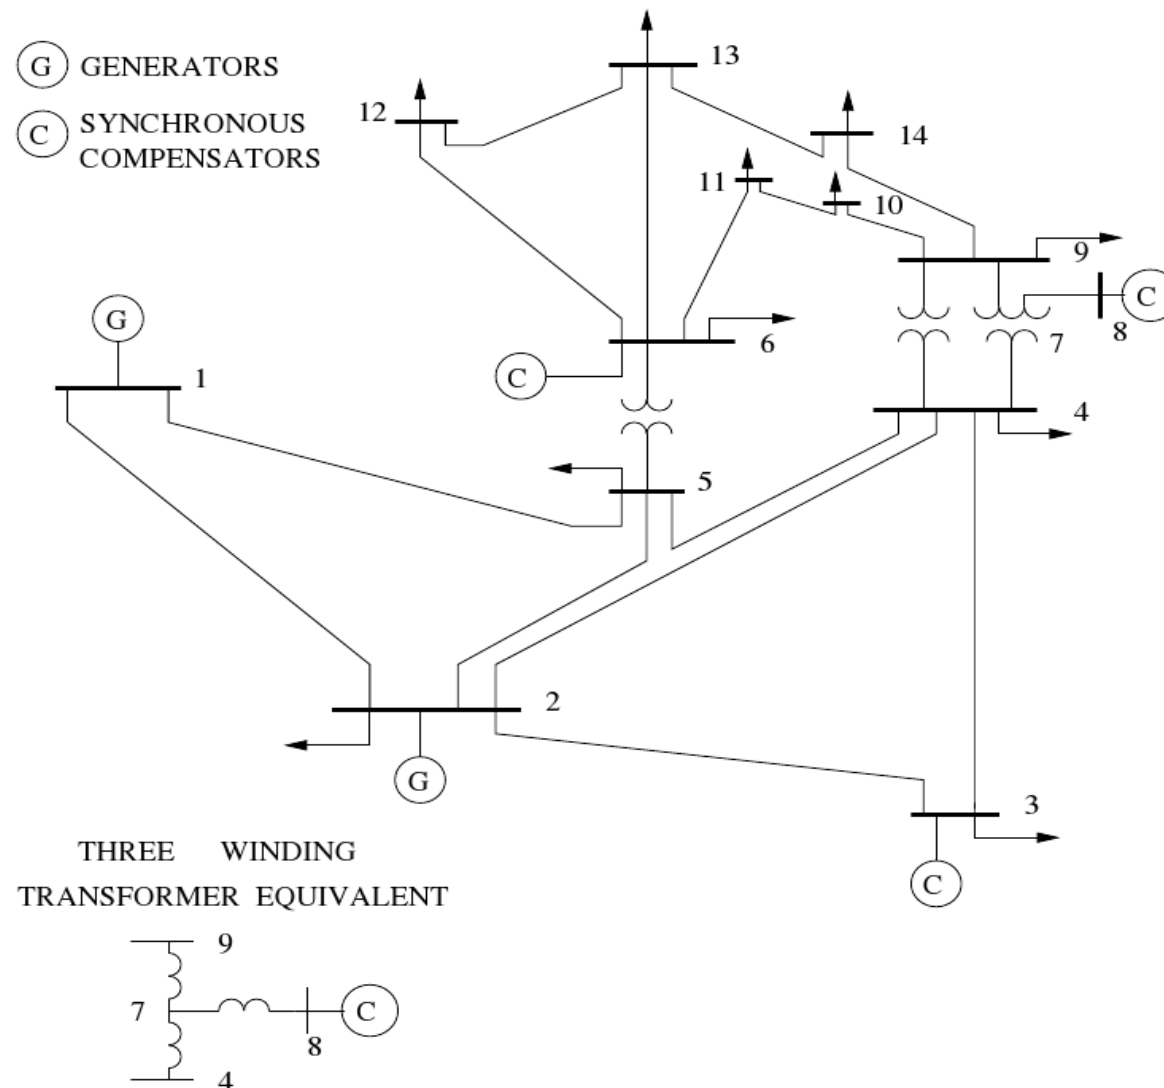 G GENERATORS
C SYNCHRONOUS
COMPENSATORS
13
12
14
11
10
9
C
8
7
6
G
C
1
4
5
2
G
3
C
THREE WINDING
TRANSFORMER EQUIVALENT
9
7
C
8
4